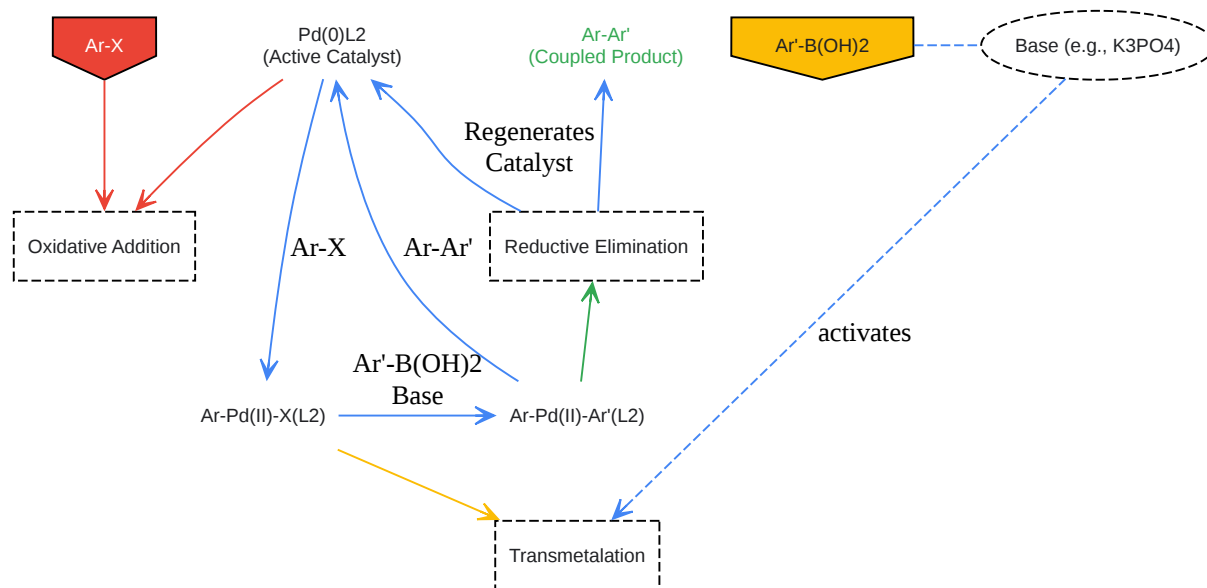 Ar-X
Pd(0)L2
(Active Catalyst)
Ar-Ar'
(Coupled Product)
Ar'-B(OH)2
Base (e.g., K3PO4)
Regenerates
Catalyst
Oxidative Addition
Ar-X
Ar-Ar'
Reductive Elimination
activates
Ar'-B(OH)2
Base
Ar-Pd(II)-X(L2)
Ar-Pd(II)-Ar'(L2)
Transmetalation